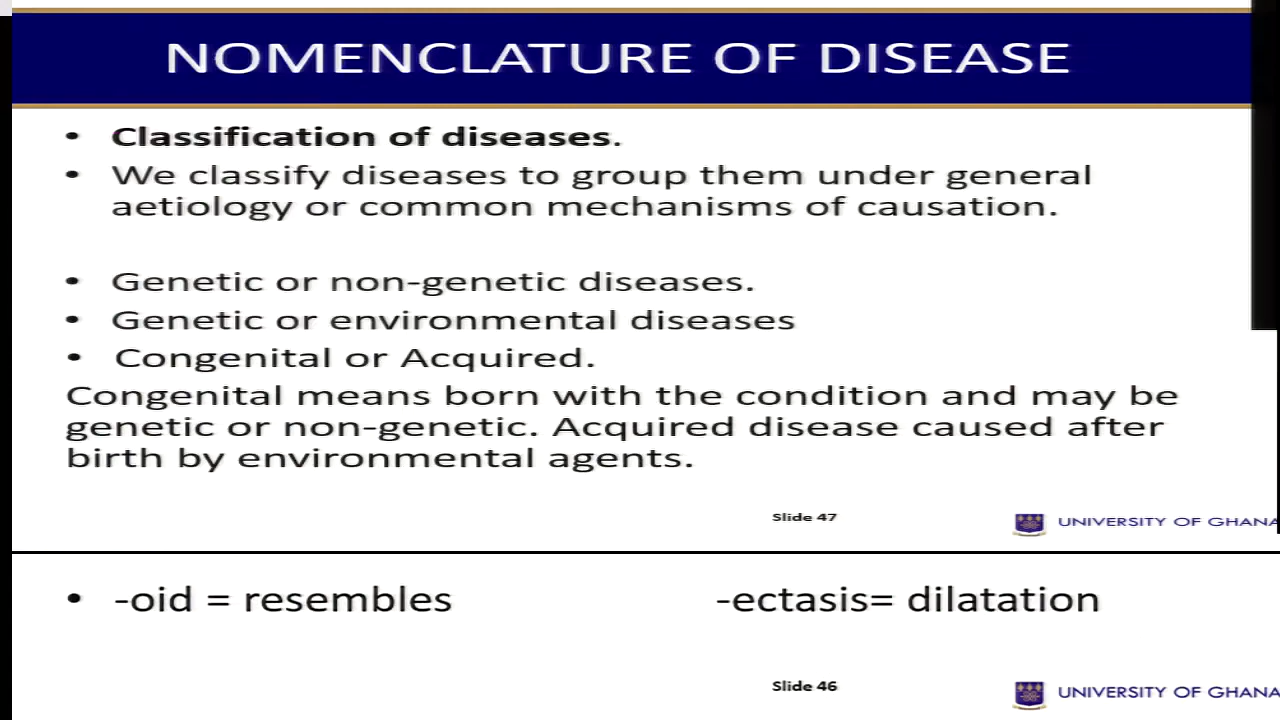 NOMENCLATURE OF DISEASE
• Classification of diseases.
• We classify diseases to group them under general
aetiology or common mechanisms of causation.
• Genetic or non-genetic diseases.
• Genetic or environmental diseases
• Congenital or Acquired.
Congenital means born with the condition and may be
genetic or non-genetic. Acquired disease caused after
birth by environmental agents.
Slide 47
UNIVERSITY OF GHANA
• -oid = resembles -ectasis= dilatation
Slide 46
UNIVERSITY OF GHANA